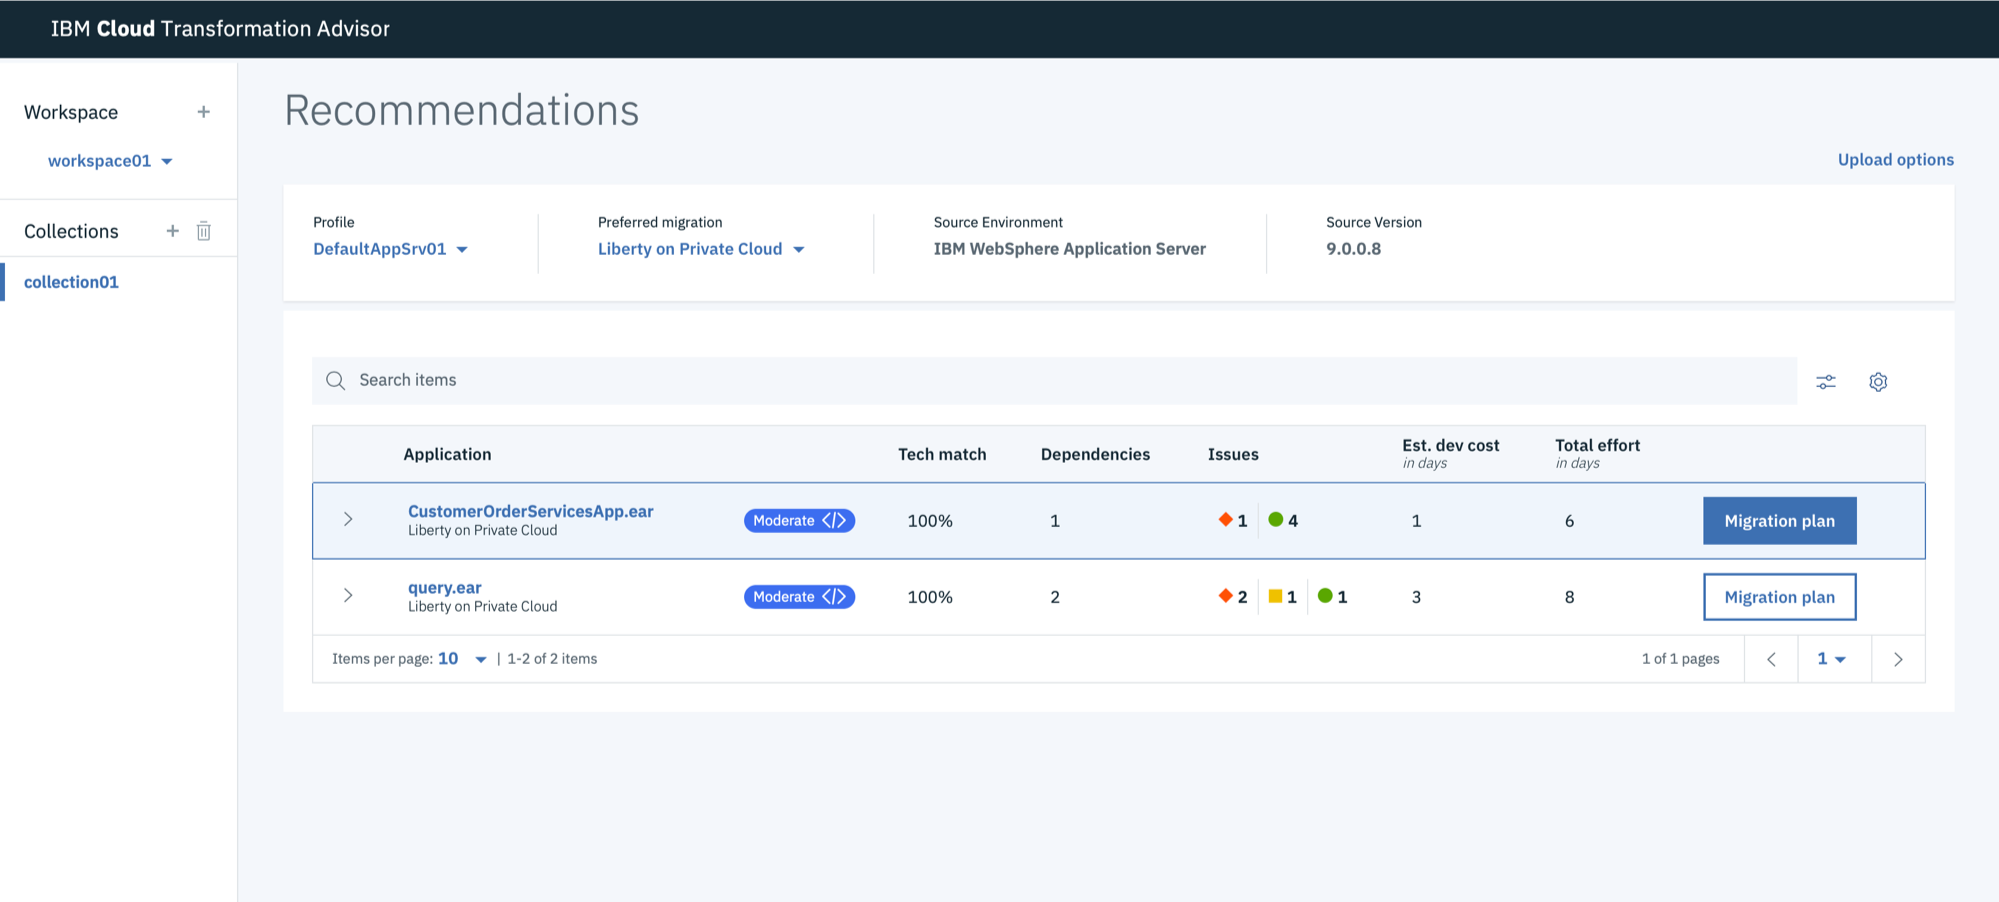 IBM Cloud Transformation Advisor
Workspace
workspace01
Collections
collection01
Recommendations
Upload options
Profile
DefaultAppSrv01
Preferred migration
Liberty on Private Cloud
Source Environment
IBM WebSphere Application Server
Source Version
9.0.0.8
Search items
Application Tech match Dependencies Issues Est. dev cost in days Total effort in days
CustomerOrderServicesApp.ear
Liberty on Private Cloud
Moderate </> 100% 1 1 4 1 6 Migration plan
query.ear
Liberty on Private Cloud
Moderate </> 100% 2 2 1 1 3 8 Migration plan
Items per page: 10 | 1-2 of 2 items 1 of 1 pages 1